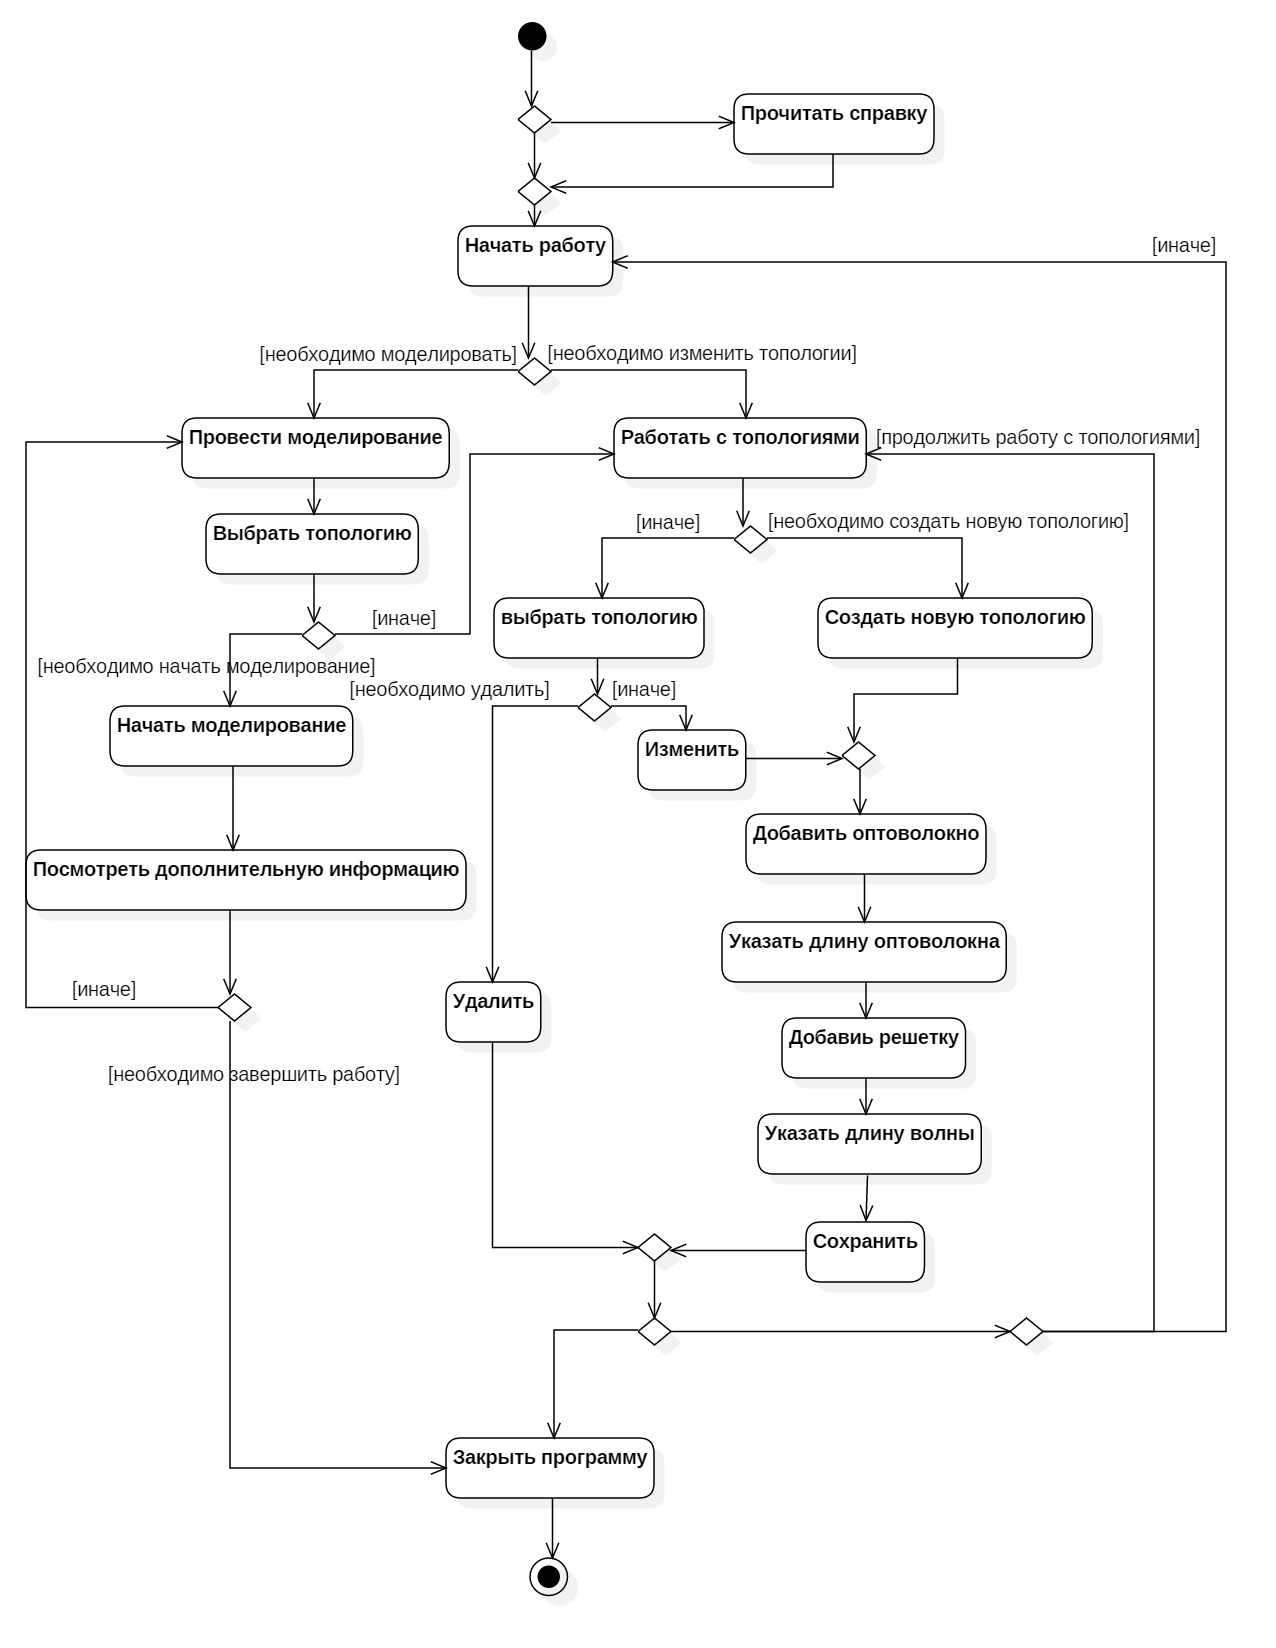 Прочитать справку
Начать работу
[иначе]
[необходимо моделировать]
[необходимо изменить топологии]
Провести моделирование
Работать с топологиями
[продолжить работу с топологиями]
Выбрать топологию
[иначе]
[необходимо создать новую топологию]
[иначе]
выбрать топологию
Создать новую топологию
[необходимо начать моделирование]
[необходимо удалить]
[иначе]
Начать моделирование
Изменить
Добавить оптоволокно
Посмотреть дополнительную информацию
Указать длину оптоволокна
[иначе]
Удалить
Добавиь решетку
[необходимо завершить работу]
Указать длину волны
Сохранить
Закрыть программу